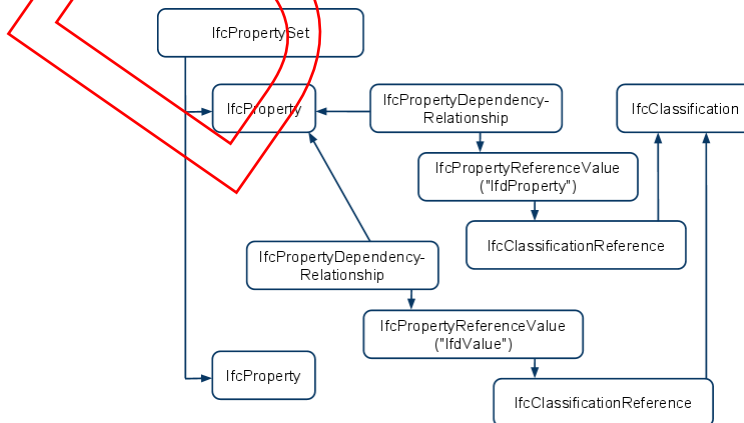 IfcPropertySet
IfcProperty
IfcPropertyDependency-
Relationship
IfcClassification
IfcPropertyReferenceValue
("IfdProperty")
IfcClassificationReference
IfcPropertyDependency-
Relationship
IfcPropertyReferenceValue
("IfdValue")
IfcProperty
IfcClassificationReference